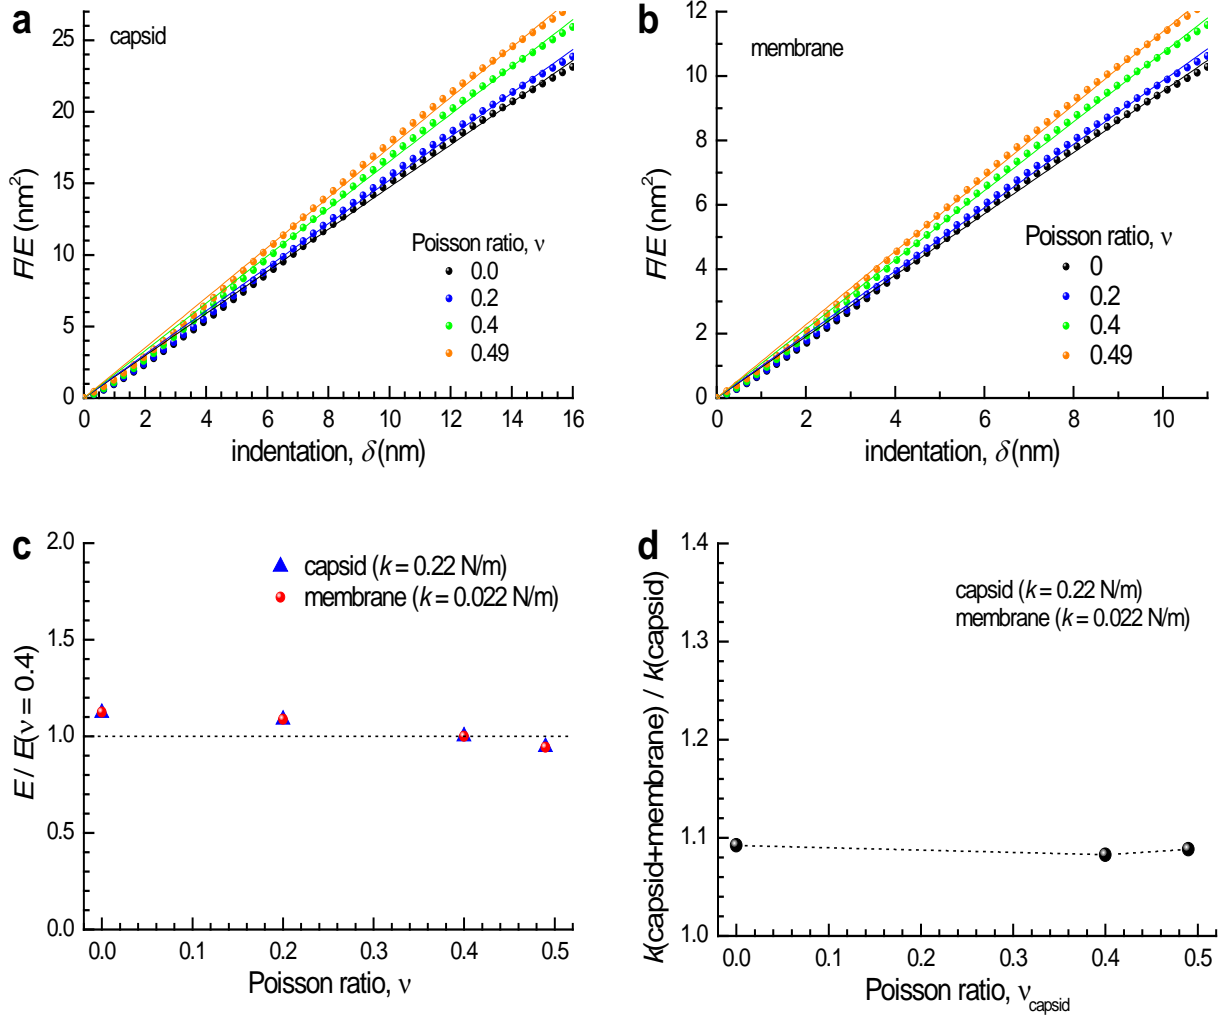 a
capsid
F/E (nm²)
25
20
15
10
5
0
Poisson ratio, ν
0.0
0.2
0.4
0.49
0 2 4 6 8 10 12 14 16
indentation, δ(nm)
b
membrane
F/E (nm²)
12
10
8
6
4
2
0
Poisson ratio, ν
0
0.2
0.4
0.49
0 2 4 6 8 10
indentation, δ(nm)
c
E / E(ν = 0.4)
2.0
1.5
1.0
0.5
0.0
capsid (k = 0.22 N/m)
membrane (k = 0.022 N/m)
0.0 0.1 0.2 0.3 0.4 0.5
Poisson ratio, ν
d
k(capsid+membrane) / k(capsid)
1.4
1.3
1.2
1.1
1.0
capsid (k = 0.22 N/m)
membrane (k = 0.022 N/m)
0.0 0.1 0.2 0.3 0.4 0.5
Poisson ratio, νcapsid